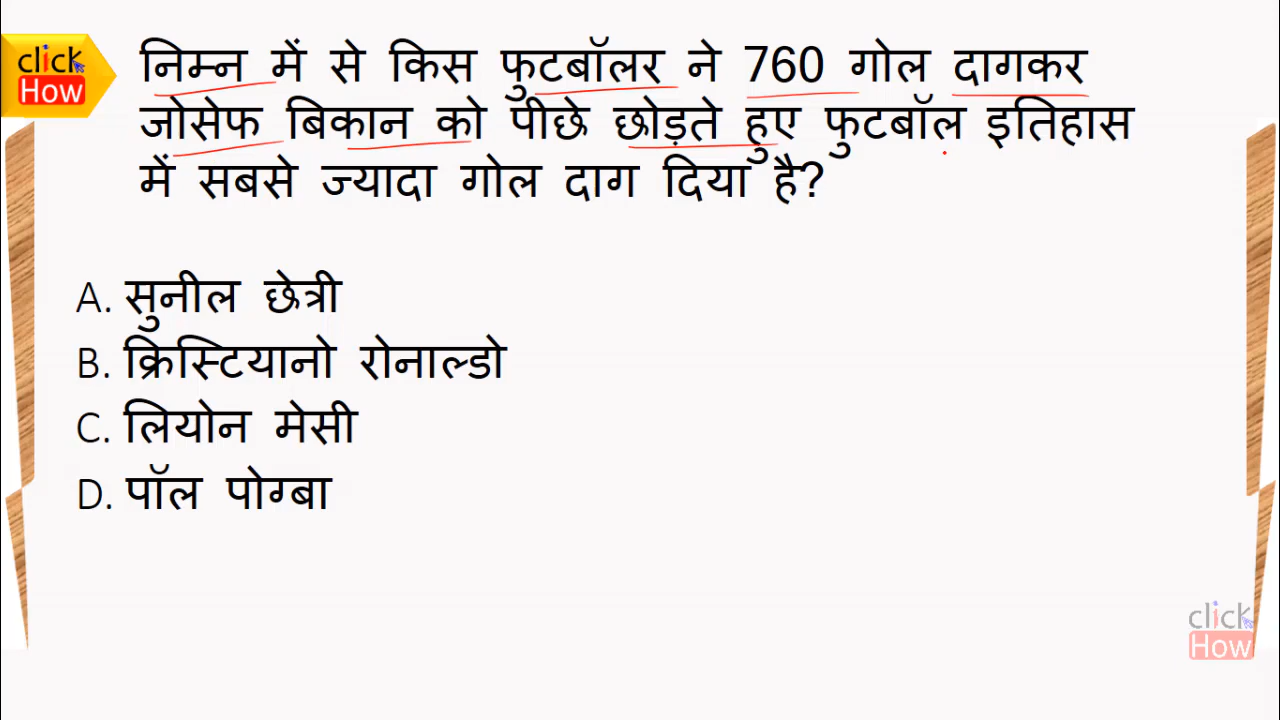 click
How
निम्न में से किस फुटबॉलर ने 760 गोल दागकर
जोसेफ बिकान को पीछे छोड़ते हुए फुटबॉल इतिहास
में सबसे ज्यादा गोल दाग दिया है?
A. सुनील छेत्री
B. क्रिस्टियानो रोनाल्डो
C. लियोन मेसी
D. पॉल पोग्बा
click
How